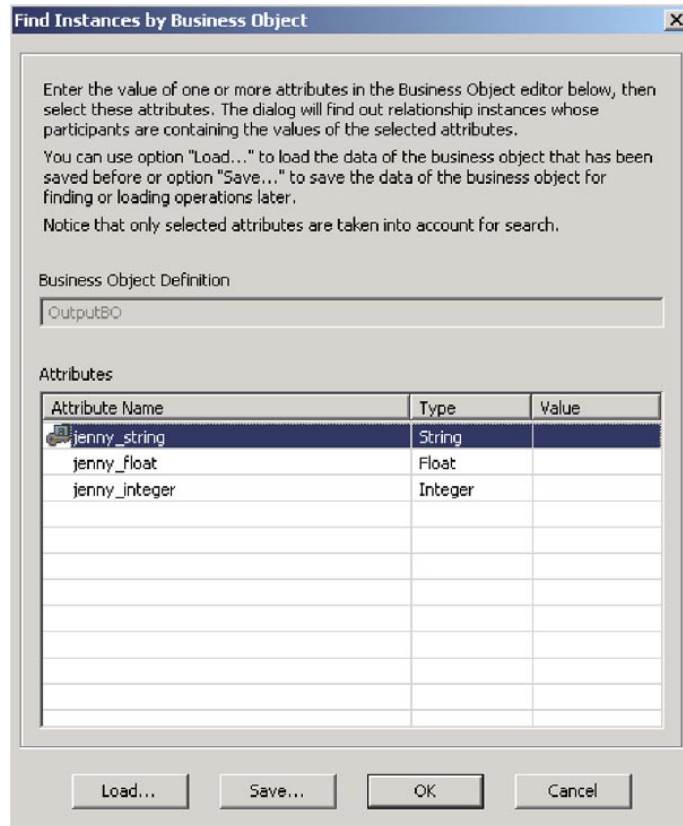 Find Instances by Business Object
Enter the value of one or more attributes in the Business Object editor below, then
select these attributes. The dialog will find out relationship instances whose
participants are containing the values of the selected attributes.
You can use option "Load..." to load the data of the business object that has been
saved before or option "Save..." to save the data of the business object for
finding or loading operations later.
Notice that only selected attributes are taken into account for search.
Business Object Definition
OutputBO
Attributes
Attribute Name Type Value
jenny_string String
jenny_float Float
jenny_integer Integer
Load... Save... OK Cancel